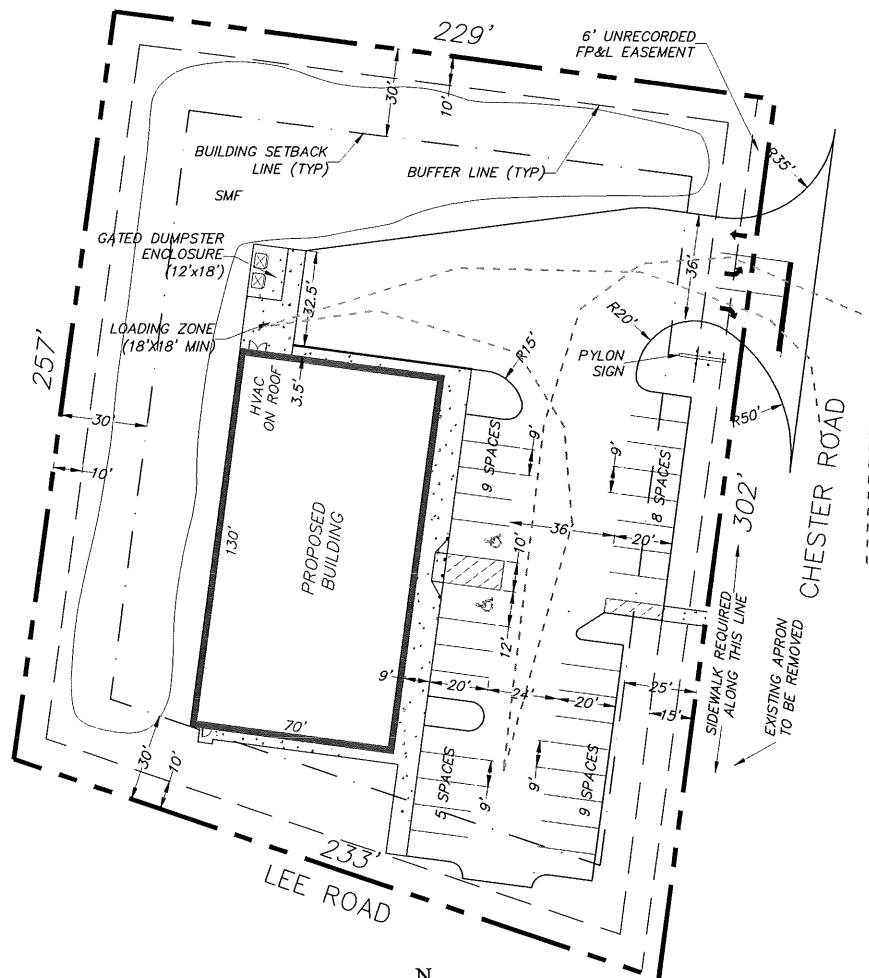 229'
6' UNRECORDED
FP&L EASEMENT
30'
10'
R35'
BUILDING SETBACK
LINE (TYP)
BUFFER LINE (TYP)
SMF
GATED DUMPSTER
ENCLOSURE
(12'x18')
36'
32.5'
LOADING ZONE
(18'X18' MIN)
R20'
R15'
PYLON
SIGN
257'
HVAC
ON ROOF
3.5'
R50'
30'
10'
9 SPACES
9'
9'
8 SPACES
302'
CHESTER ROAD
130'
PROPOSED
BUILDING
36'
20'
10'
12'
SIDEWALK REQUIRED
ALONG THIS LINE
EXISTING APRON
TO BE REMOVED
9'
20'
24'
20'
25'
15'
70'
30'
10'
5 SPACES
9'
9'
9 SPACES
233'
LEE ROAD
N